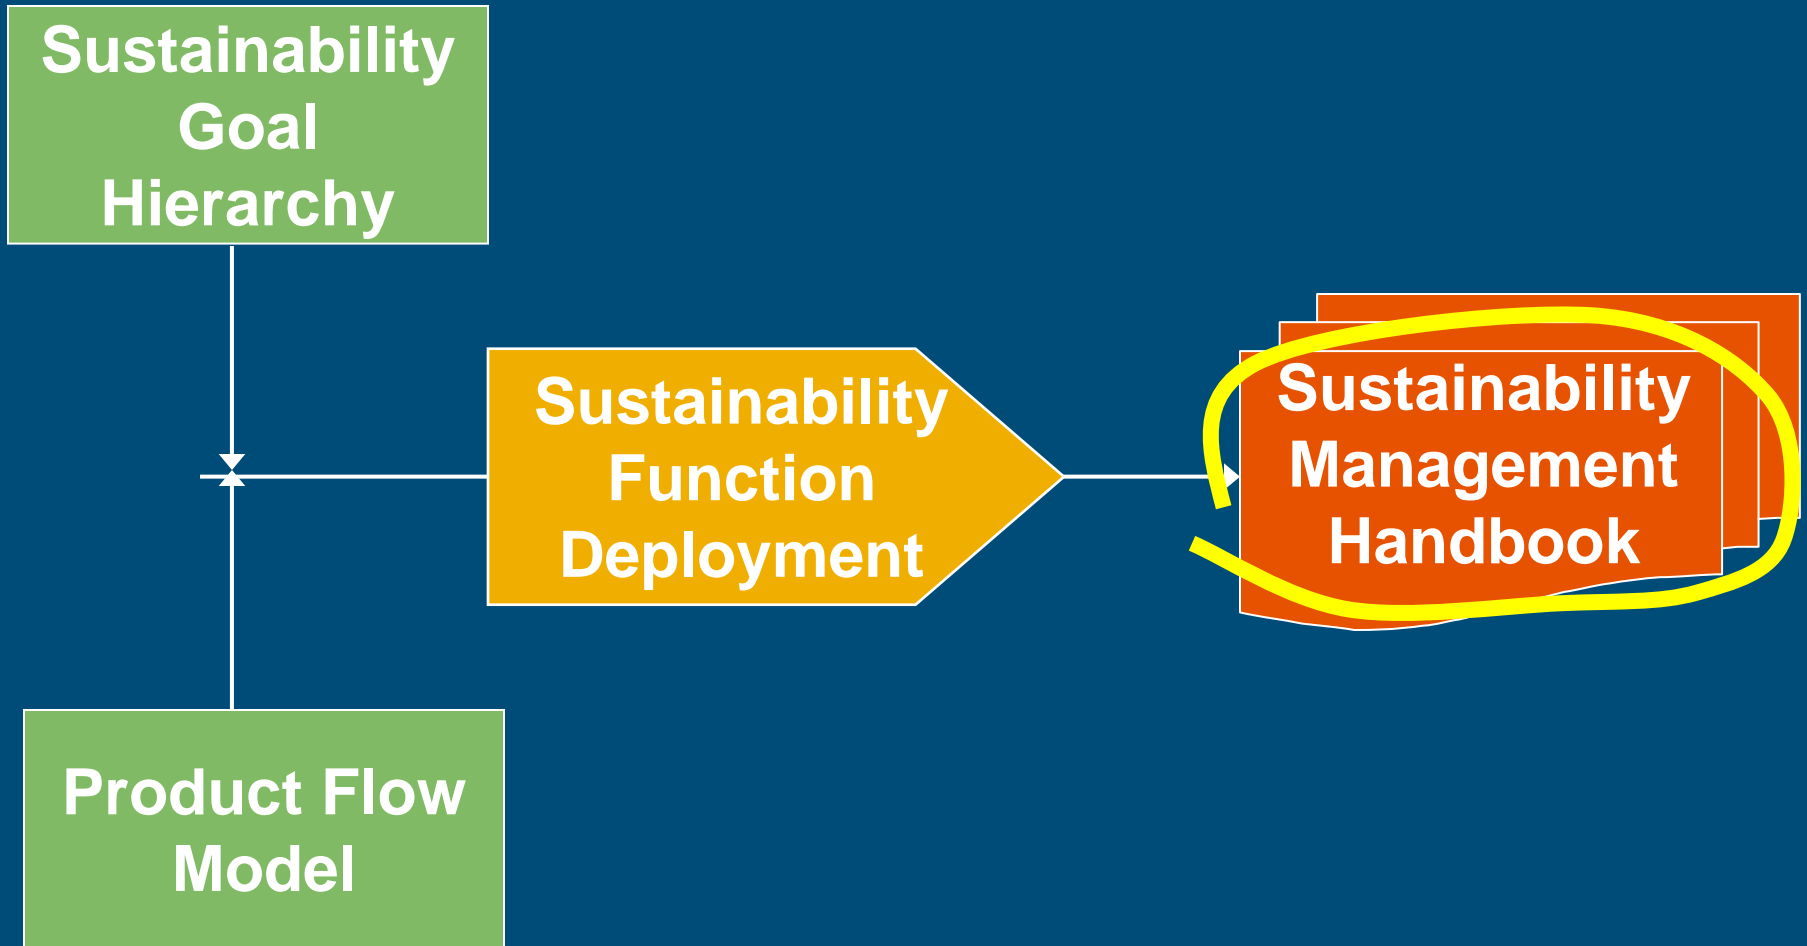 Sustainability
Goal
Hierarchy
Sustainability
Function
Deployment
Sustainability
Management
Handbook
Product Flow
Model